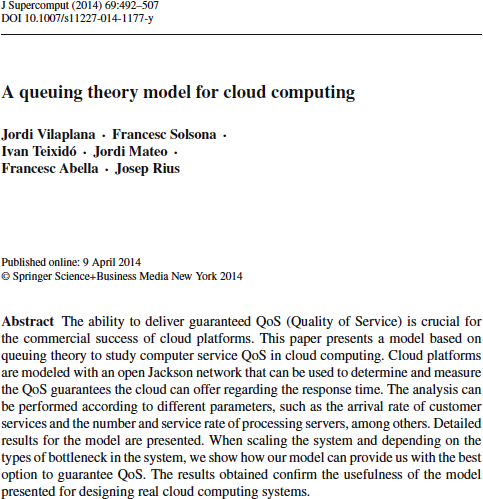 J Supercomput (2014) 69:492–507
DOI 10.1007/s11227-014-1177-y
A queuing theory model for cloud computing
Jordi Vilaplana · Francesc Solsona ·
Ivan Teixidó · Jordi Mateo ·
Francesc Abella · Josep Rius
Published online: 9 April 2014
© Springer Science+Business Media New York 2014
Abstract The ability to deliver guaranteed QoS (Quality of Service) is crucial for
the commercial success of cloud platforms. This paper presents a model based on
queuing theory to study computer service QoS in cloud computing. Cloud platforms
are modeled with an open Jackson network that can be used to determine and measure
the QoS guarantees the cloud can offer regarding the response time. The analysis can
be performed according to different parameters, such as the arrival rate of customer
services and the number and service rate of processing servers, among others. Detailed
results for the model are presented. When scaling the system and depending on the
types of bottleneck in the system, we show how our model can provide us with the best
option to guarantee QoS. The results obtained confirm the usefulness of the model
presented for designing real cloud computing systems.